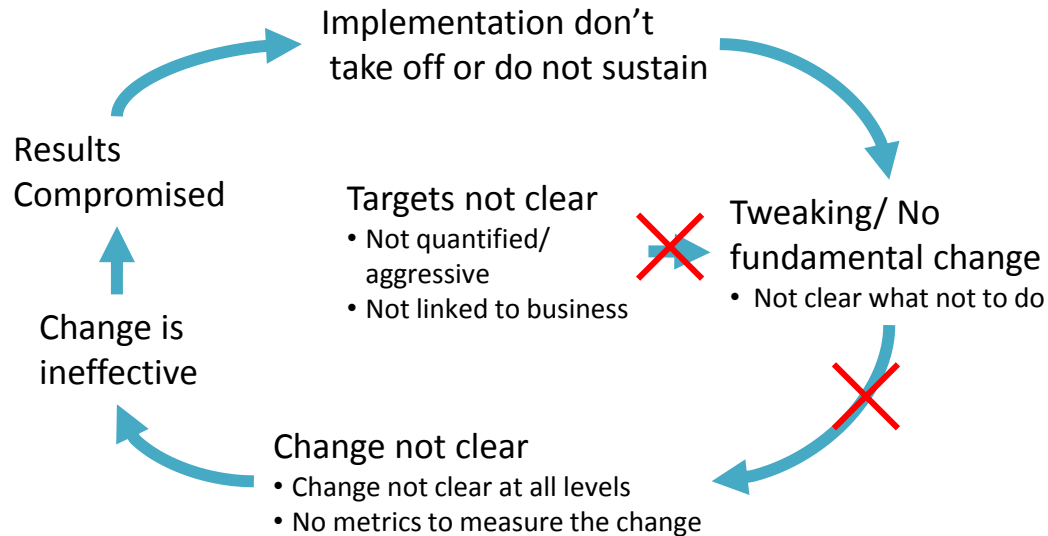 Implementation don’t
take off or do not sustain
Results
Compromised
Targets not clear
• Not quantified/
aggressive
• Not linked to business
Tweaking/ No
fundamental change
• Not clear what not to do
Change is
ineffective
Change not clear
• Change not clear at all levels
• No metrics to measure the change